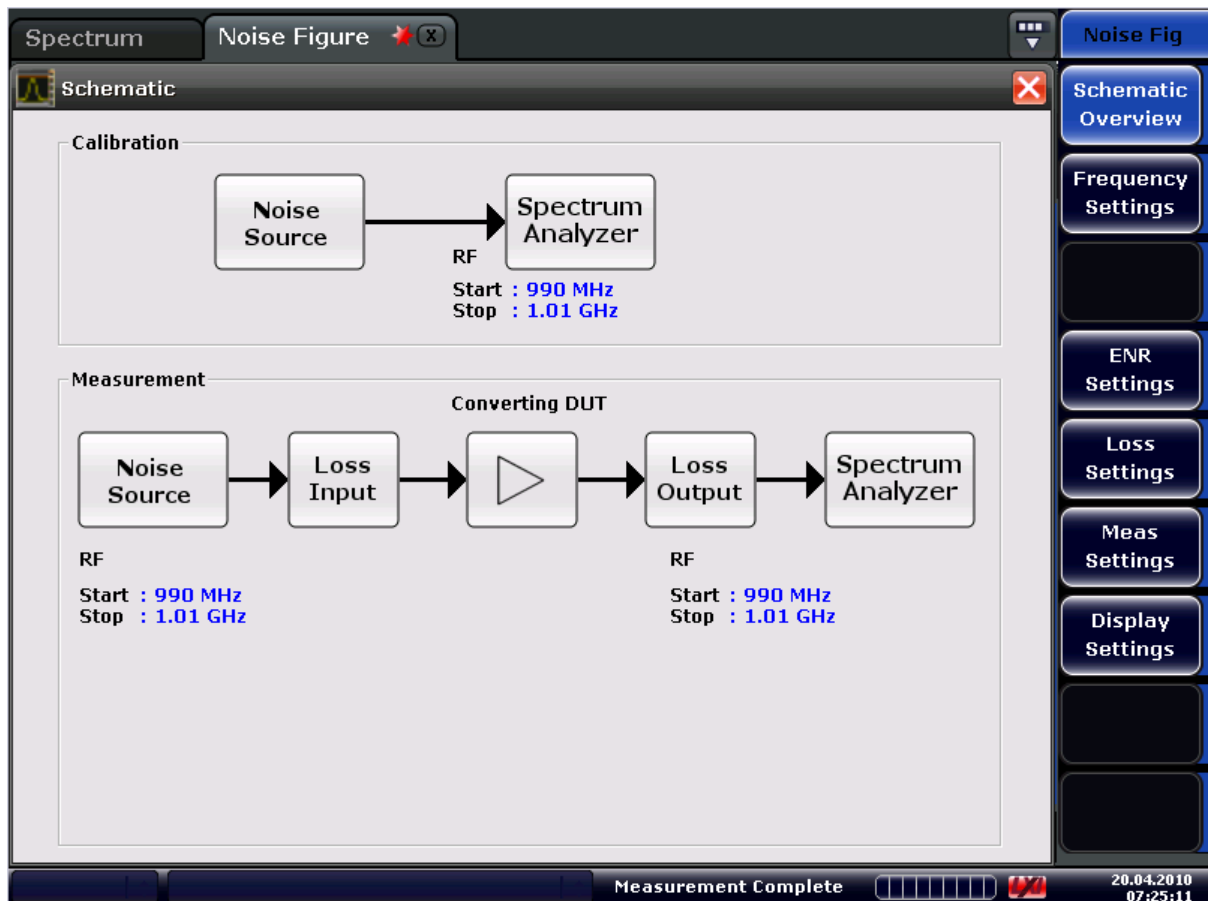 Spectrum
Noise Figure
X
Noise Fig
Schematic
Schematic
Overview
Calibration
Noise
Source
Spectrum
Analyzer
RF
Start : 990 MHz
Stop : 1.01 GHz
Frequency
Settings
Measurement
Converting DUT
Noise
Source
Loss
Input
Loss
Output
Spectrum
Analyzer
RF
Start : 990 MHz
Stop : 1.01 GHz
RF
Start : 990 MHz
Stop : 1.01 GHz
ENR
Settings
Loss
Settings
Meas
Settings
Display
Settings
Measurement Complete
20.04.2010
07:25:11